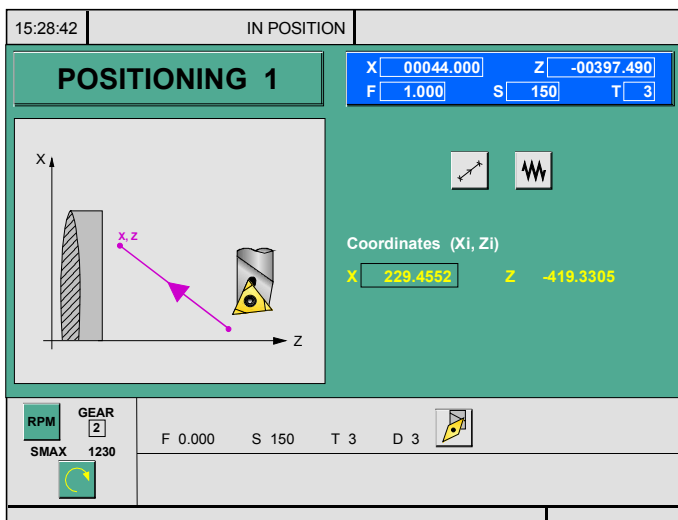 15:28:42 IN POSITION
POSITIONING 1
X 00044.000 Z -00397.490
F 1.000 S 150 T 3
X
X, Z
Z
Coordinates (Xi, Zi)
X 229.4552 Z -419.3305
RPM GEAR
2
SMAX 1230
F 0.000 S 150 T 3 D 3